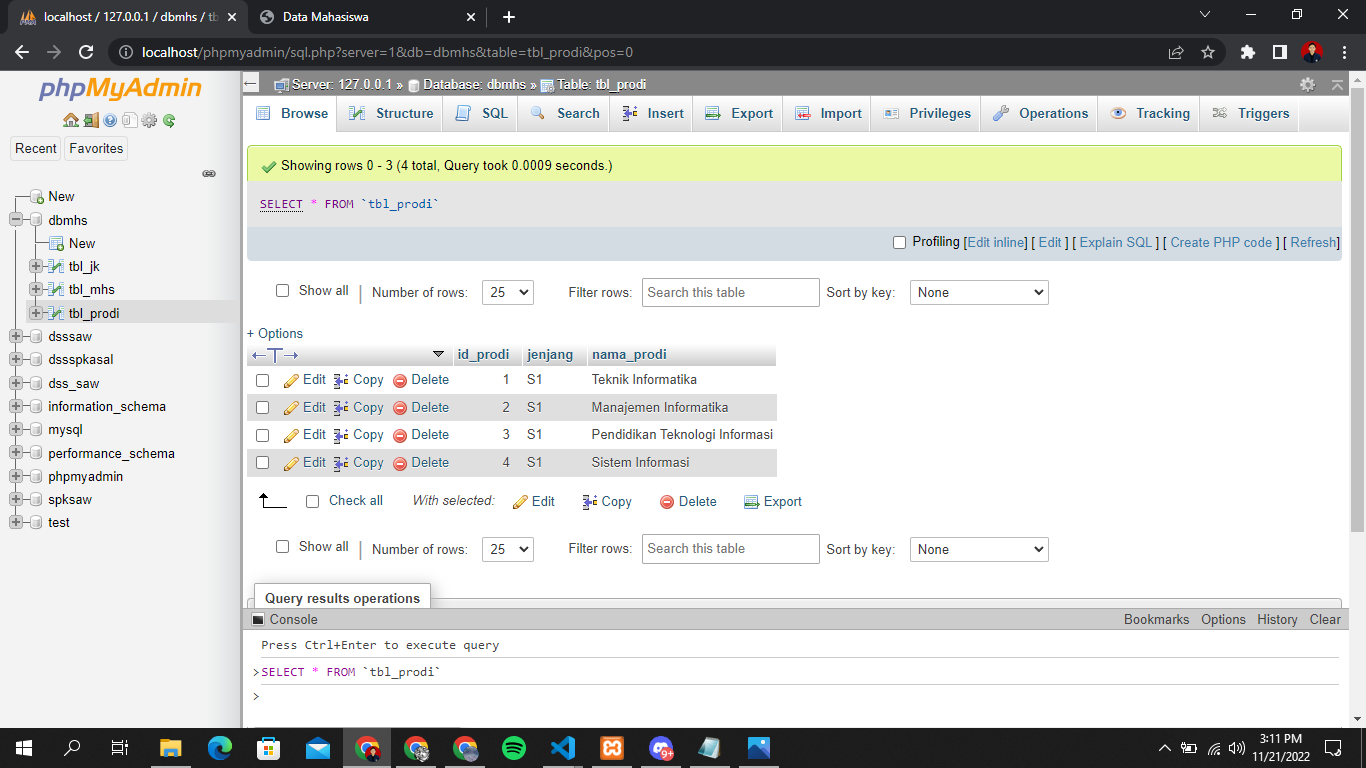 localhost / 127.0.0.1 / dbmhs / tb
Data Mahasiswa
localhost/phpmyadmin/sql.php?server=1&db=dbmhs&table=tbl_prodi&pos=0
phpMyAdmin
Recent Favorites
New
dbmhs
New
tbl_jk
tbl_mhs
tbl_prodi
dsssaw
dssspkasal
dss_saw
information_schema
mysql
performance_schema
phpmyadmin
spksaw
test
Server: 127.0.0.1 » Database: dbmhs » Table: tbl_prodi
Browse Structure SQL Search Insert Export Import Privileges Operations Tracking Triggers
Showing rows 0 - 3 (4 total, Query took 0.0009 seconds.)
SELECT * FROM `tbl_prodi`
Profiling [Edit inline] [ Edit ] [ Explain SQL ] [ Create PHP code ] [ Refresh]
Show all | Number of rows: 25 Filter rows: Search this table Sort by key: None
+ Options
←T→ id_prodi jenjang nama_prodi
Edit Copy Delete 1 S1 Teknik Informatika
Edit Copy Delete 2 S1 Manajemen Informatika
Edit Copy Delete 3 S1 Pendidikan Teknologi Informasi
Edit Copy Delete 4 S1 Sistem Informasi
Check all With selected: Edit Copy Delete Export
Show all | Number of rows: 25 Filter rows: Search this table Sort by key: None
Query results operations
Console Bookmarks Options History Clear
Press Ctrl+Enter to execute query
>SELECT * FROM `tbl_prodi`
>
9+
3:11 PM
11/21/2022